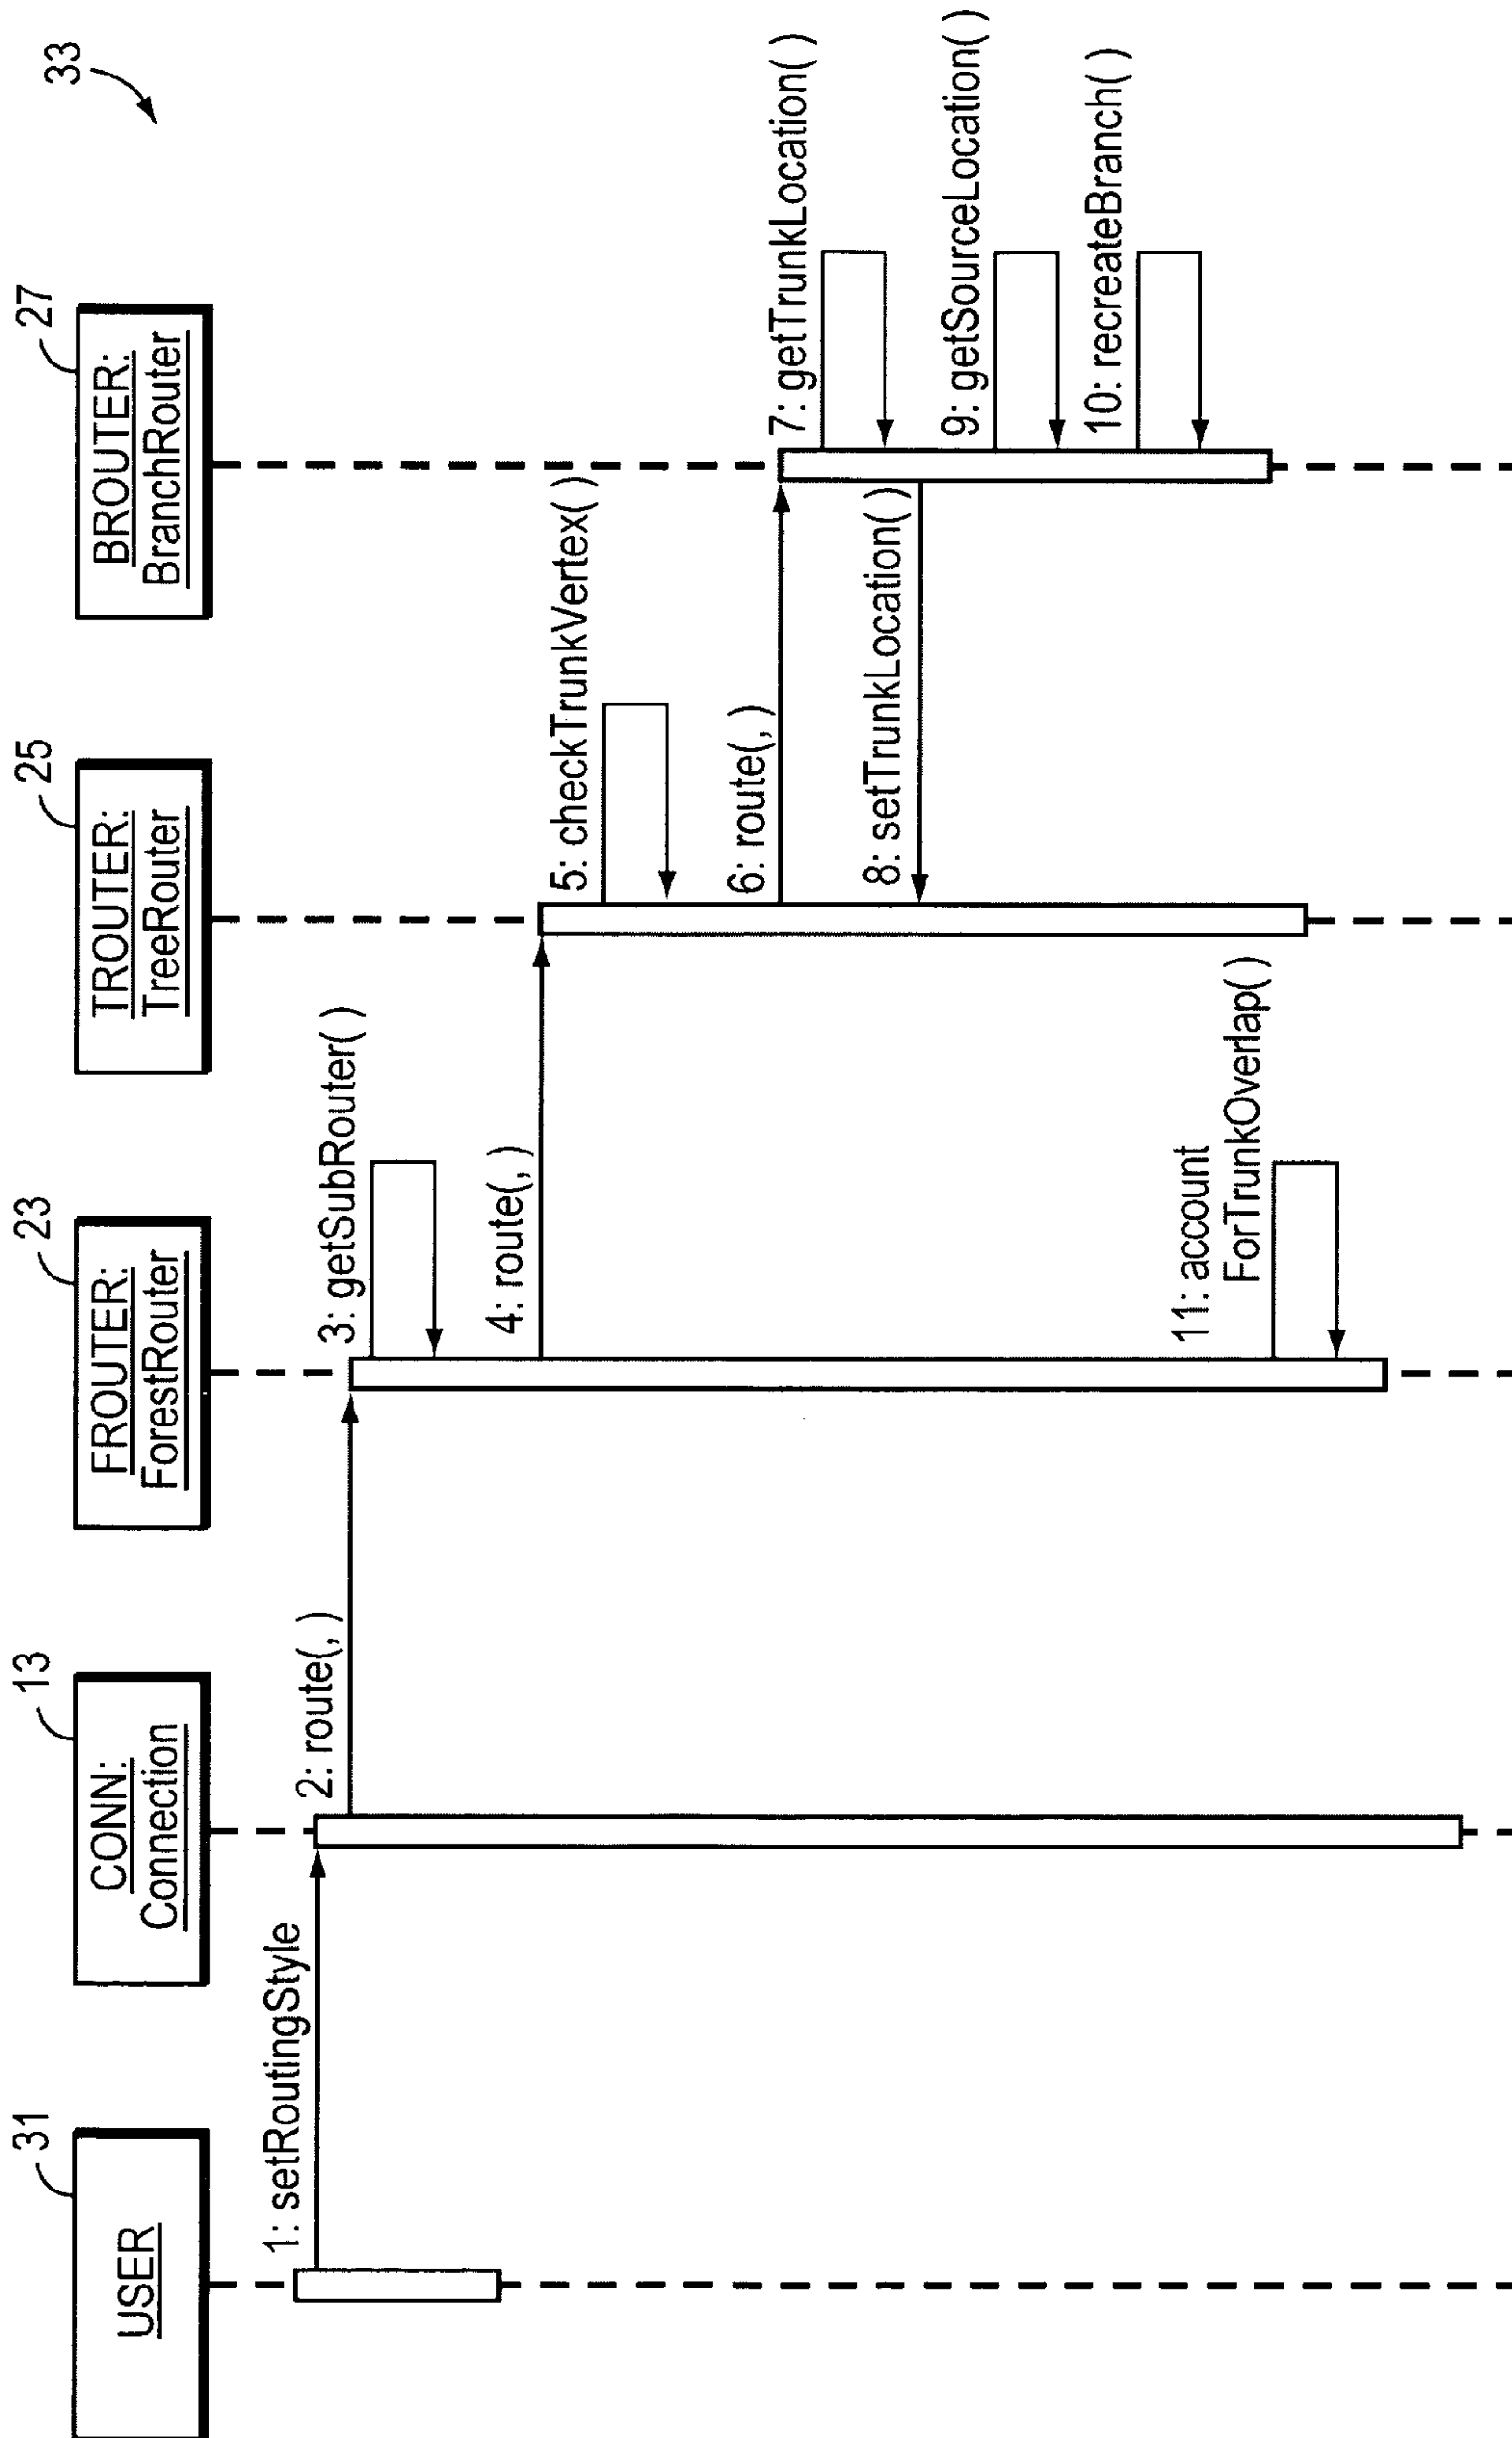 33
31
USER
13
CONN:
Connection
23
FROUTER:
ForestRouter
25
TROUTER:
TreeRouter
27
BROUTER:
BranchRouter
1: setRoutingStyle
2: route(, )
3: getSubRouter( )
4: route(, )
5: checkTrunkVertex( )
6: route(, )
7: getTrunkLocation( )
8: setTrunkLocation( )
9: getSourceLocation( )
10: recreateBranch( )
11: account
ForTrunkOverlap( )